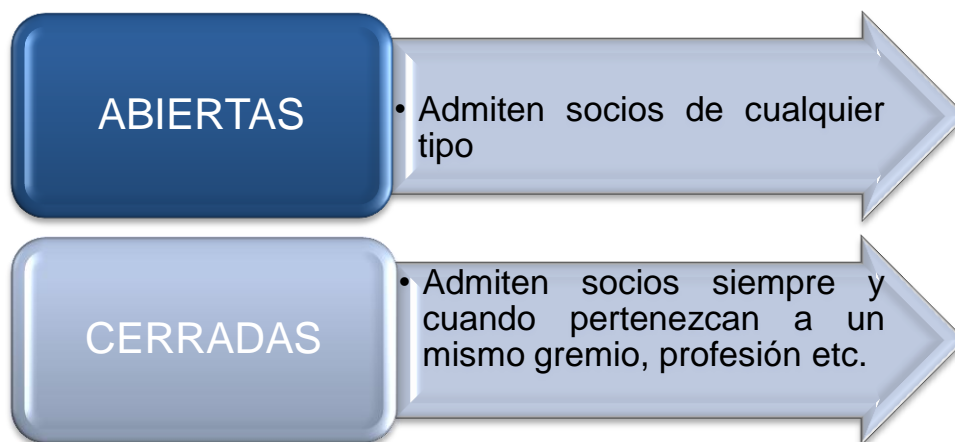 ABIERTAS
• Admiten socios de cualquier
tipo
CERRADAS
• Admiten socios siempre y
cuando pertenezcan a un
mismo gremio, profesión etc.